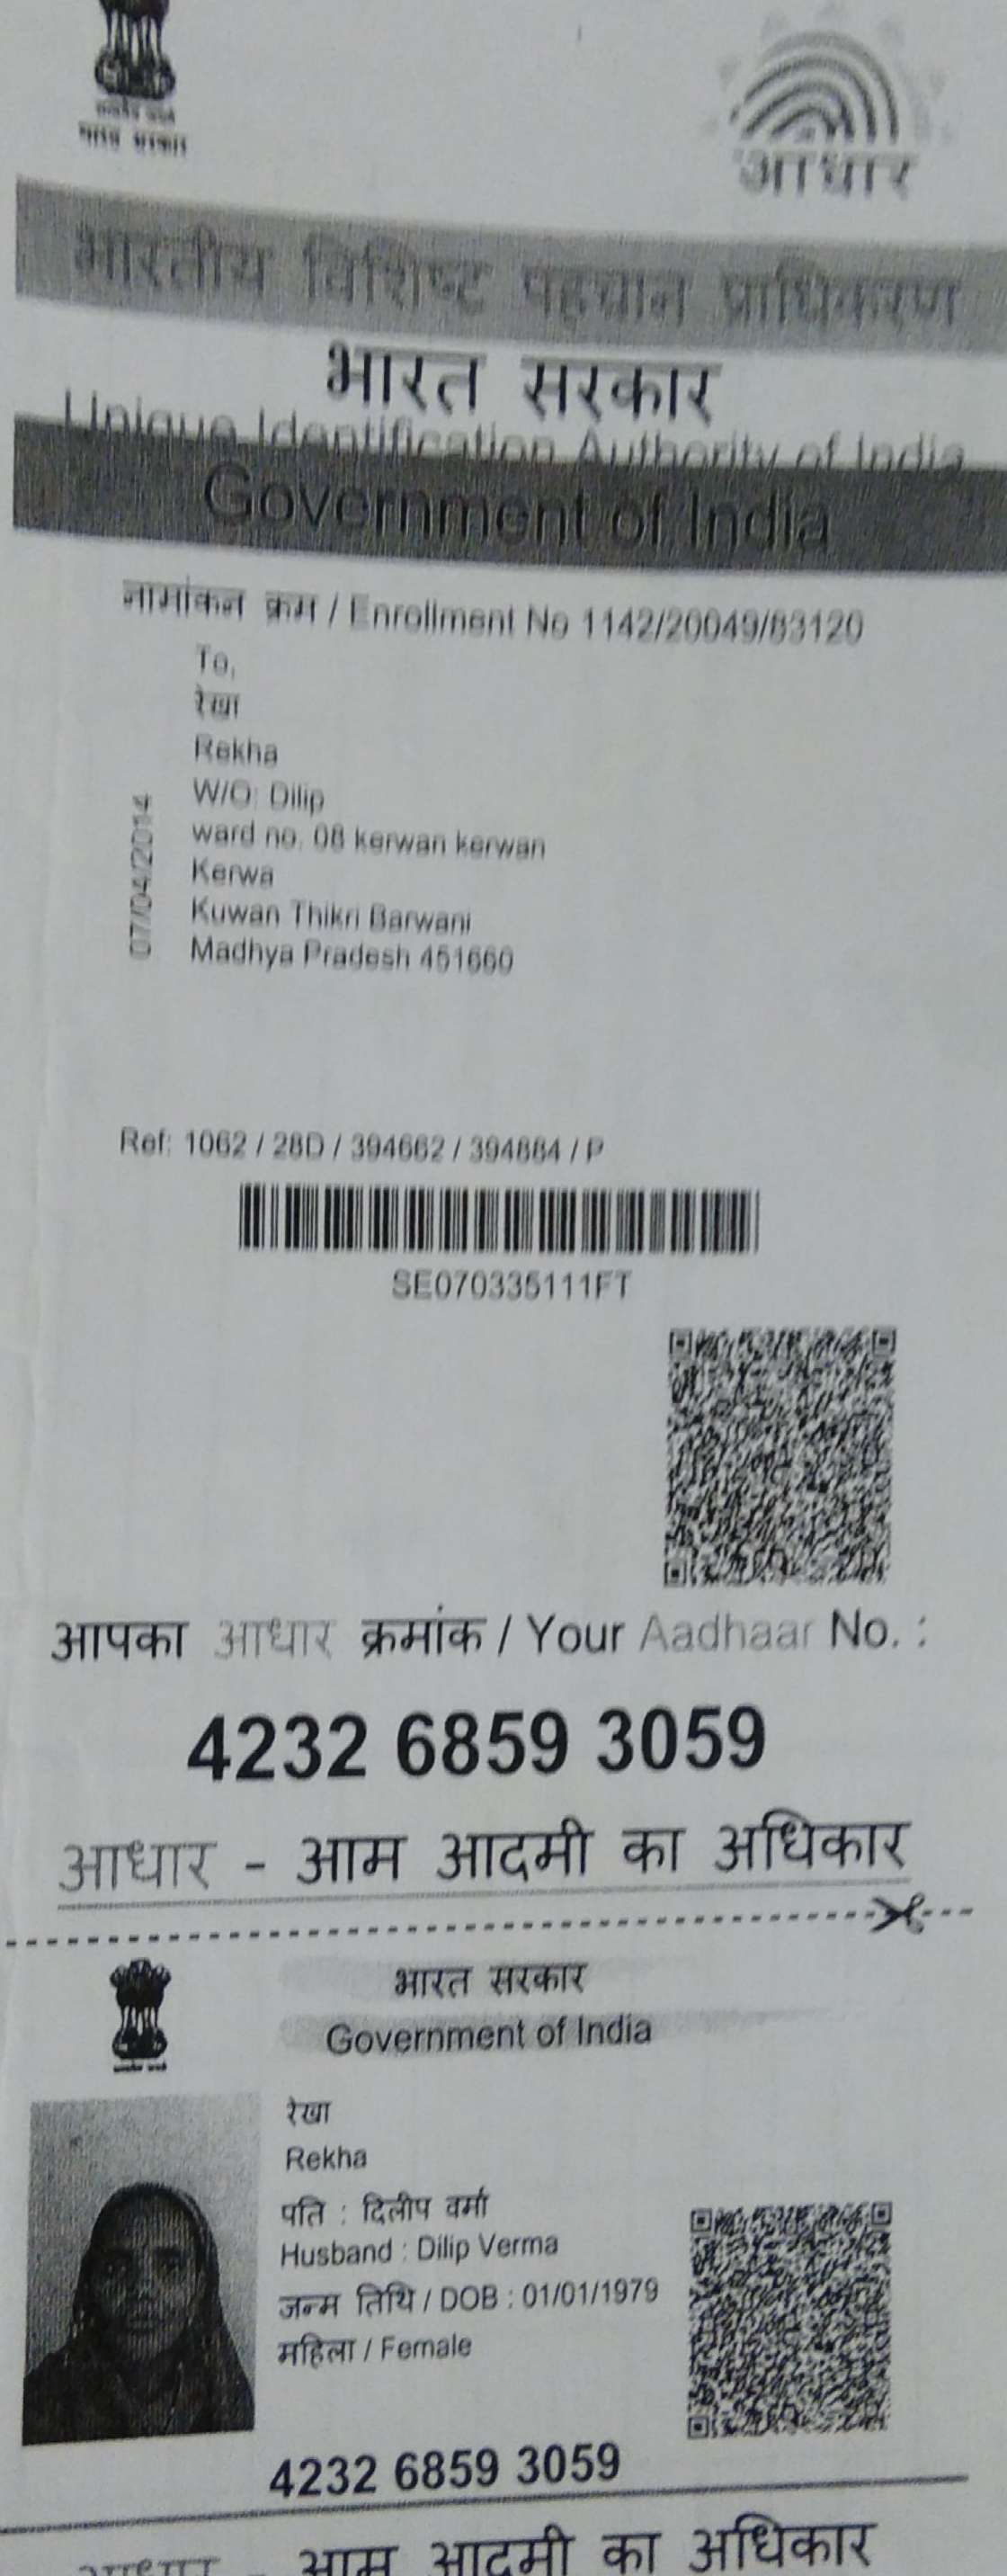 भारत सरकार
आधार
भारतीय विशिष्ट पहचान प्राधिकरण
भारत सरकार
Unique Identification Authority of India
Government of India
नामांकन क्रम / Enrollment No 1142/20049/83120
To,
रेखा
Rekha
W/O: Dilip
ward no. 08 kerwan kerwan
Kerwa
Kuwan Thikri Barwani
Madhya Pradesh 451660
07/04/2014
Ref: 1062 / 28D / 394662 / 394884 / P
SE070335111FT
आपका आधार क्रमांक / Your Aadhaar No. :
4232 6859 3059
आधार - आम आदमी का अधिकार
भारत सरकार
Government of India
रेखा
Rekha
पति : दिलीप वर्मा
Husband : Dilip Verma
जन्म तिथि / DOB : 01/01/1979
महिला / Female
4232 6859 3059
आधार - आम आदमी का अधिकार